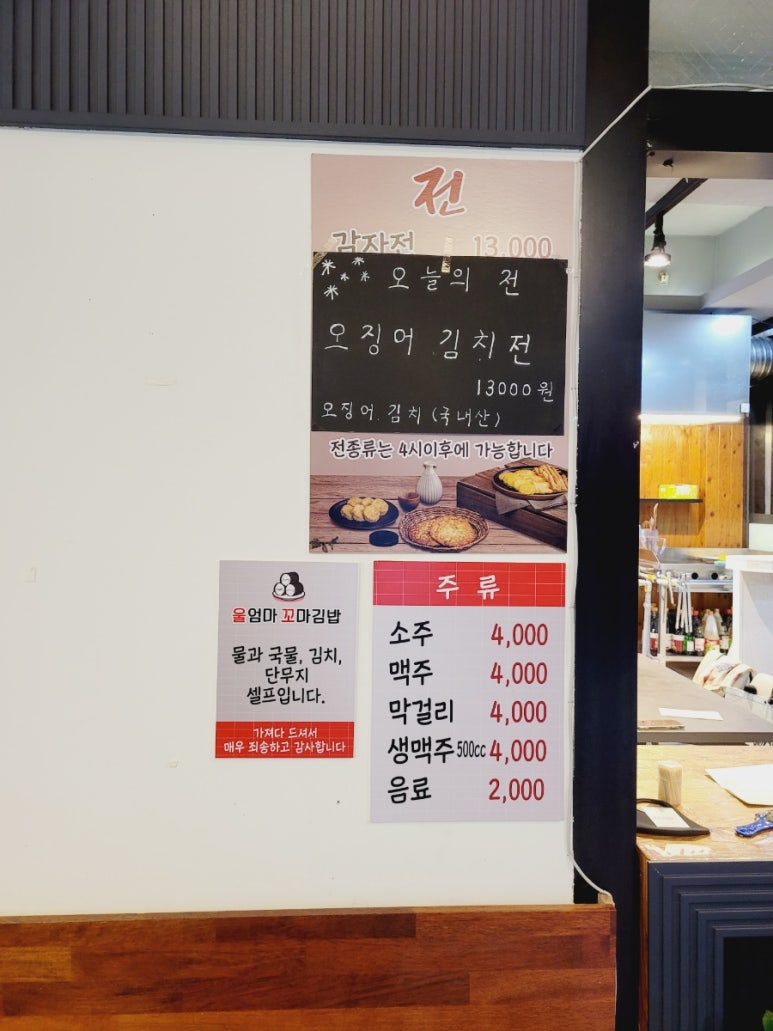 전
감자전 13,000
오늘의 전
오징어 김치전
13000원
오징어. 김치 (국내산)
전종류는 4시이후에 가능합니다
울엄마 꼬마김밥
물과 국물, 김치,
단무지
셀프입니다.
가져다 드셔서
매우 죄송하고 감사합니다
주류
소주 4,000
맥주 4,000
막걸리 4,000
생맥주 500cc 4,000
음료 2,000